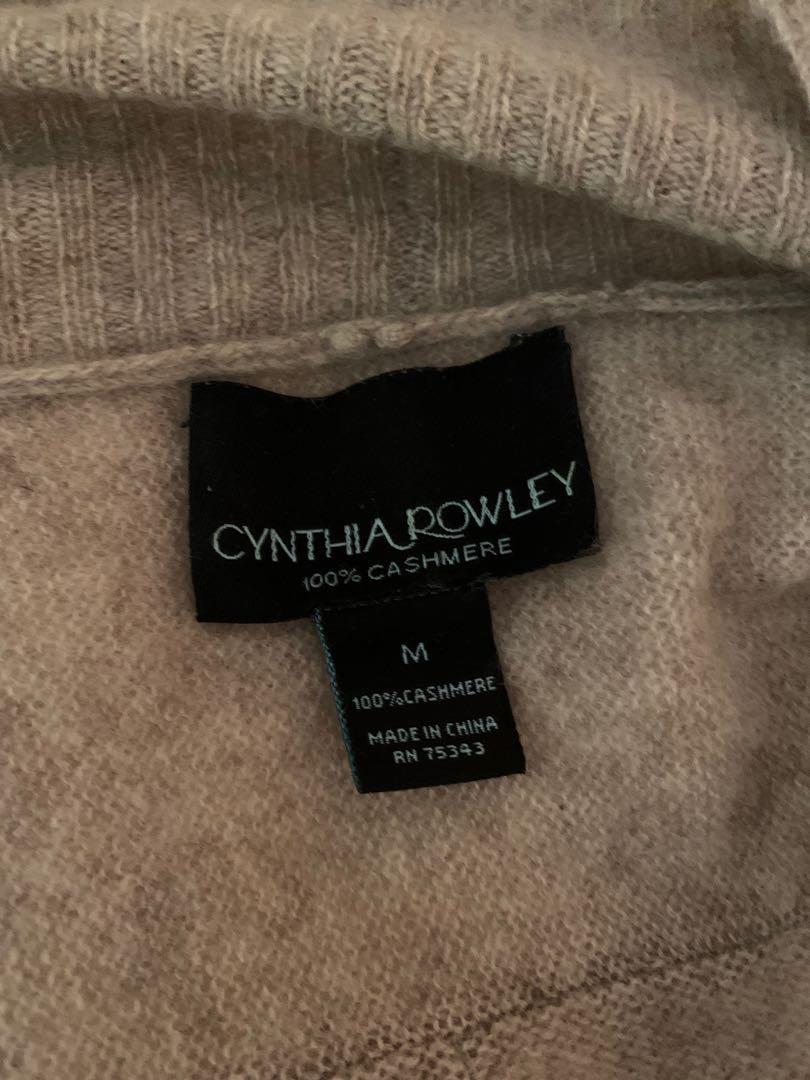 CYNTHIA ROWLEY
100% CASHMERE
M
100%CASHMERE
MADE IN CHINA
RN 75343